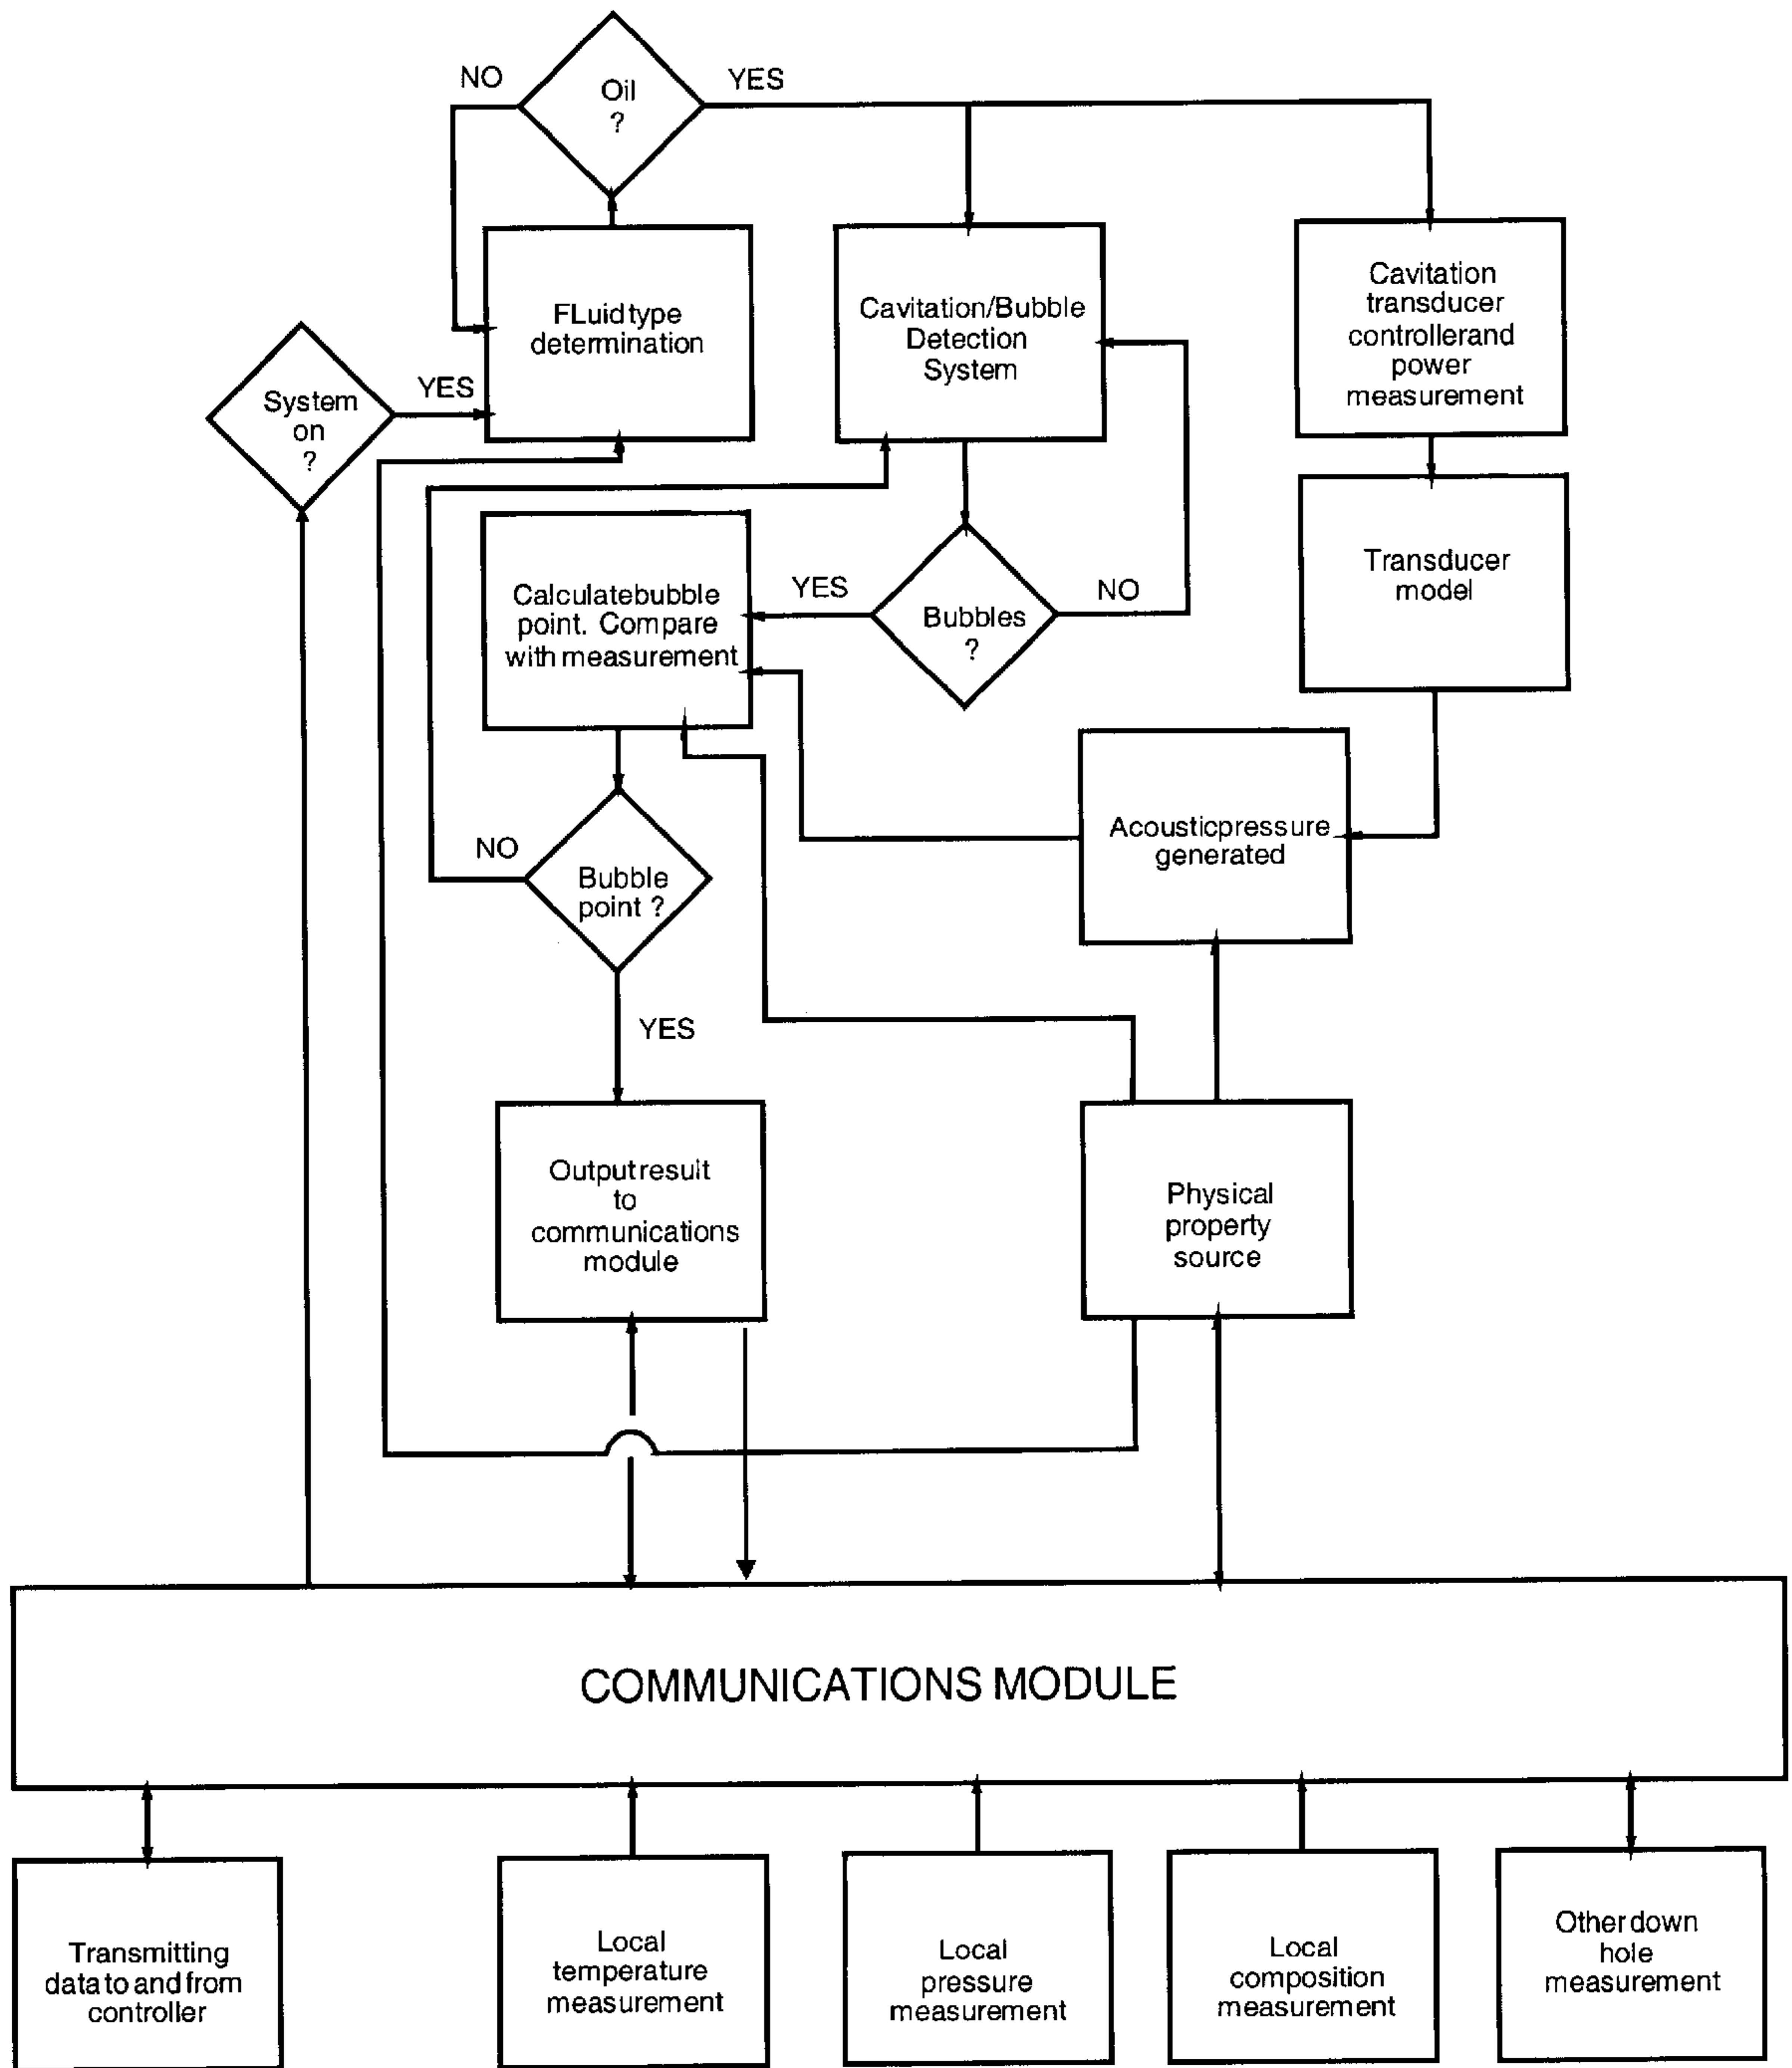 NO
Oil
?
YES
FLuid type
determination
Cavitation/Bubble
Detection
System
Cavitation
transducer
controllerand
power
measurement
System
on
?
YES
Transducer
model
Calculatebubble
point. Compare
with measurement
YES
Bubbles
?
NO
Acousticpressure
generated
NO
Bubble
point ?
YES
Outputresult
to
communications
module
Physical
property
source
COMMUNICATIONS MODULE
Transmitting
data to and from
controller
Local
temperature
measurement
Local
pressure
measurement
Local
composition
measurement
Other down
hole
measurement